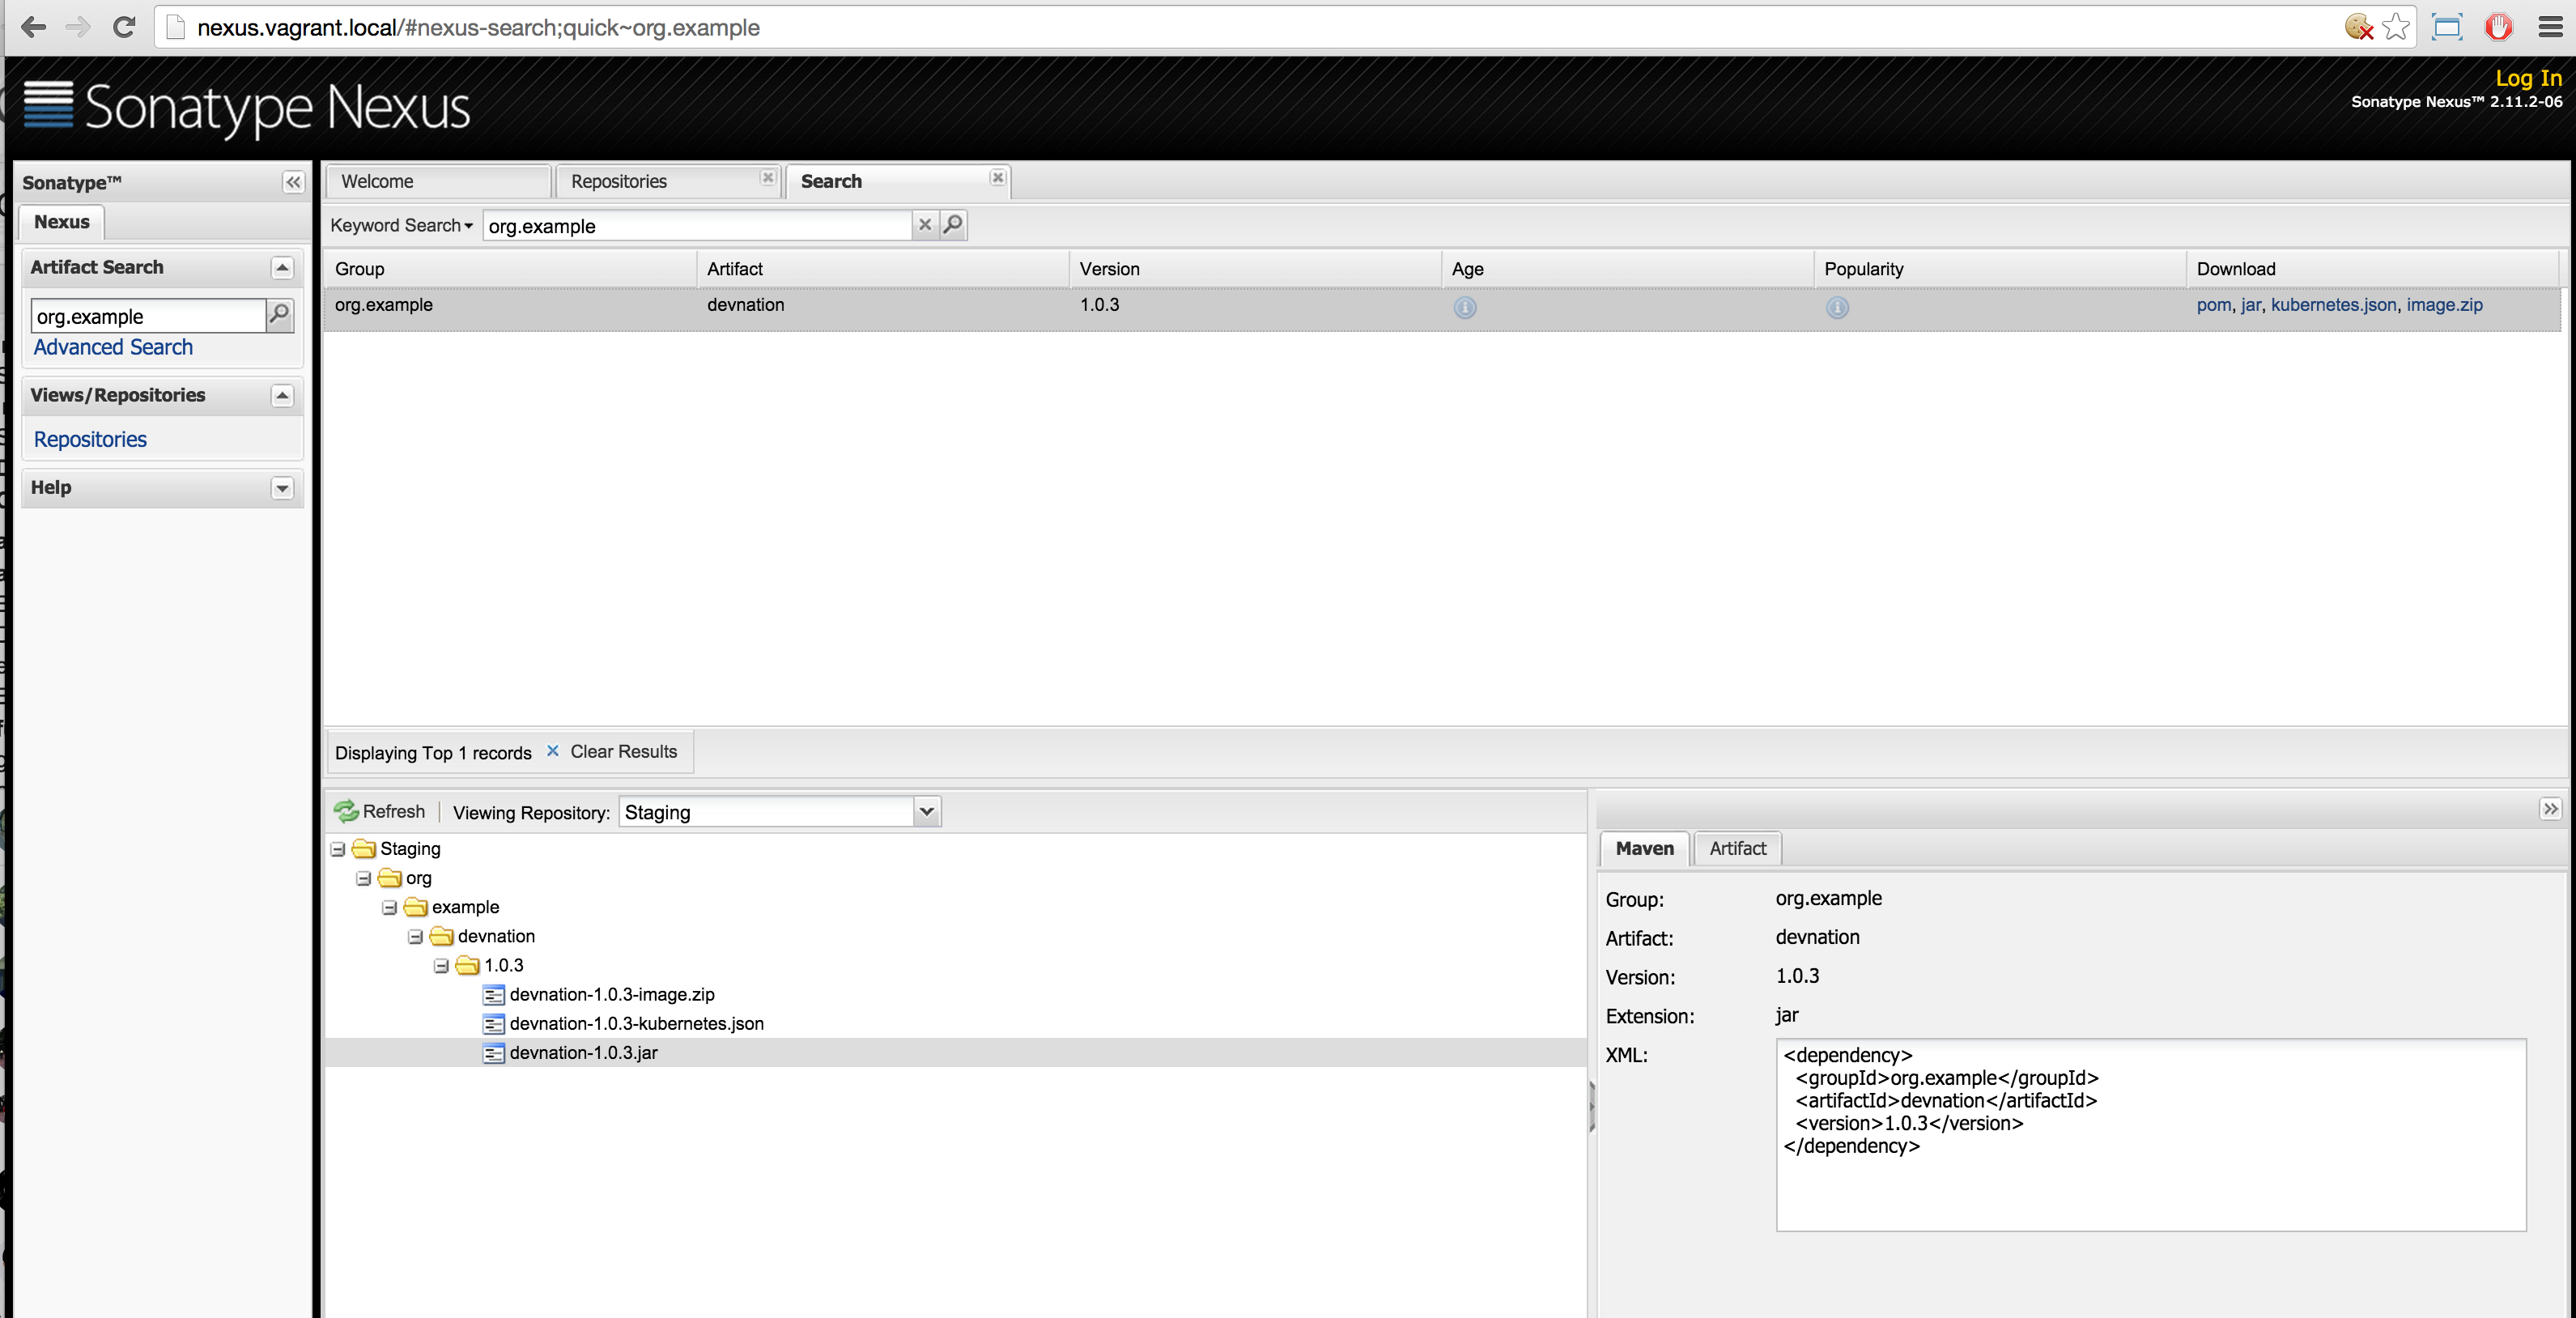 nexus.vagrant.local/#nexus-search;quick~org.example
Sonatype Nexus
Log In
Sonatype Nexus™ 2.11.2-06
Sonatype™
Nexus
Artifact Search
org.example
Advanced Search
Views/Repositories
Repositories
Help
Welcome
Repositories
Search
Keyword Search
org.example
Group Artifact Version Age Popularity Download
org.example devnation 1.0.3 pom, jar, kubernetes.json, image.zip
Displaying Top 1 records
Clear Results
Refresh
Viewing Repository: Staging
Staging
org
example
devnation
1.0.3
devnation-1.0.3-image.zip
devnation-1.0.3-kubernetes.json
devnation-1.0.3.jar
Maven
Artifact
Group: org.example
Artifact: devnation
Version: 1.0.3
Extension: jar
XML:
<dependency>
<groupId>org.example</groupId>
<artifactId>devnation</artifactId>
<version>1.0.3</version>
</dependency>